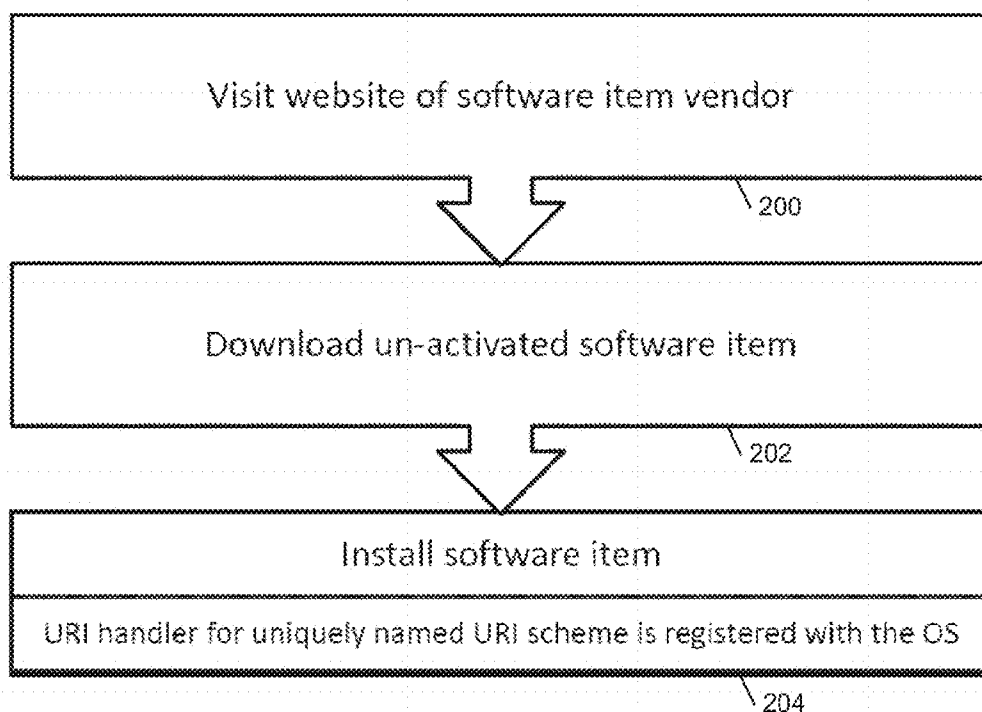 Visit website of software item vendor
200
Download un-activated software item
202
Install software item
URI handler for uniquely named URI scheme is registered with the OS
204